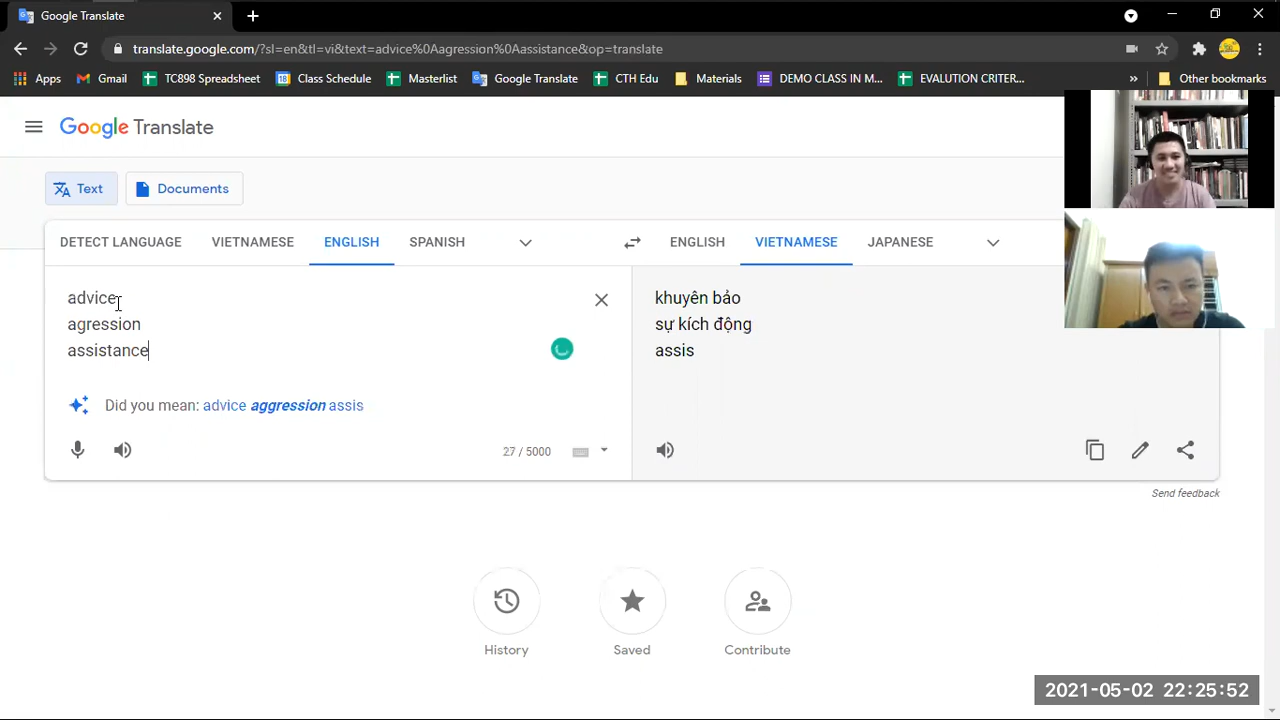 Google Translate
translate.google.com/?sl=en&tl=vi&text=advice%0Aagression%0Aassistance&op=translate
Apps
Gmail
TC898 Spreadsheet
18
Class Schedule
Masterlist
Google Translate
CTH Edu
Materials
DEMO CLASS IN M...
EVALUTION CRITER...
»
Other bookmarks
Google Translate
Text
Documents
DETECT LANGUAGE
VIETNAMESE
ENGLISH
SPANISH
ENGLISH
VIETNAMESE
JAPANESE
advice
agression
assistance
khuyên bảo
sự kích động
assis
Did you mean: advice aggression assis
27 / 5000
Send feedback
History
Saved
Contribute
2021-05-02 22:25:52